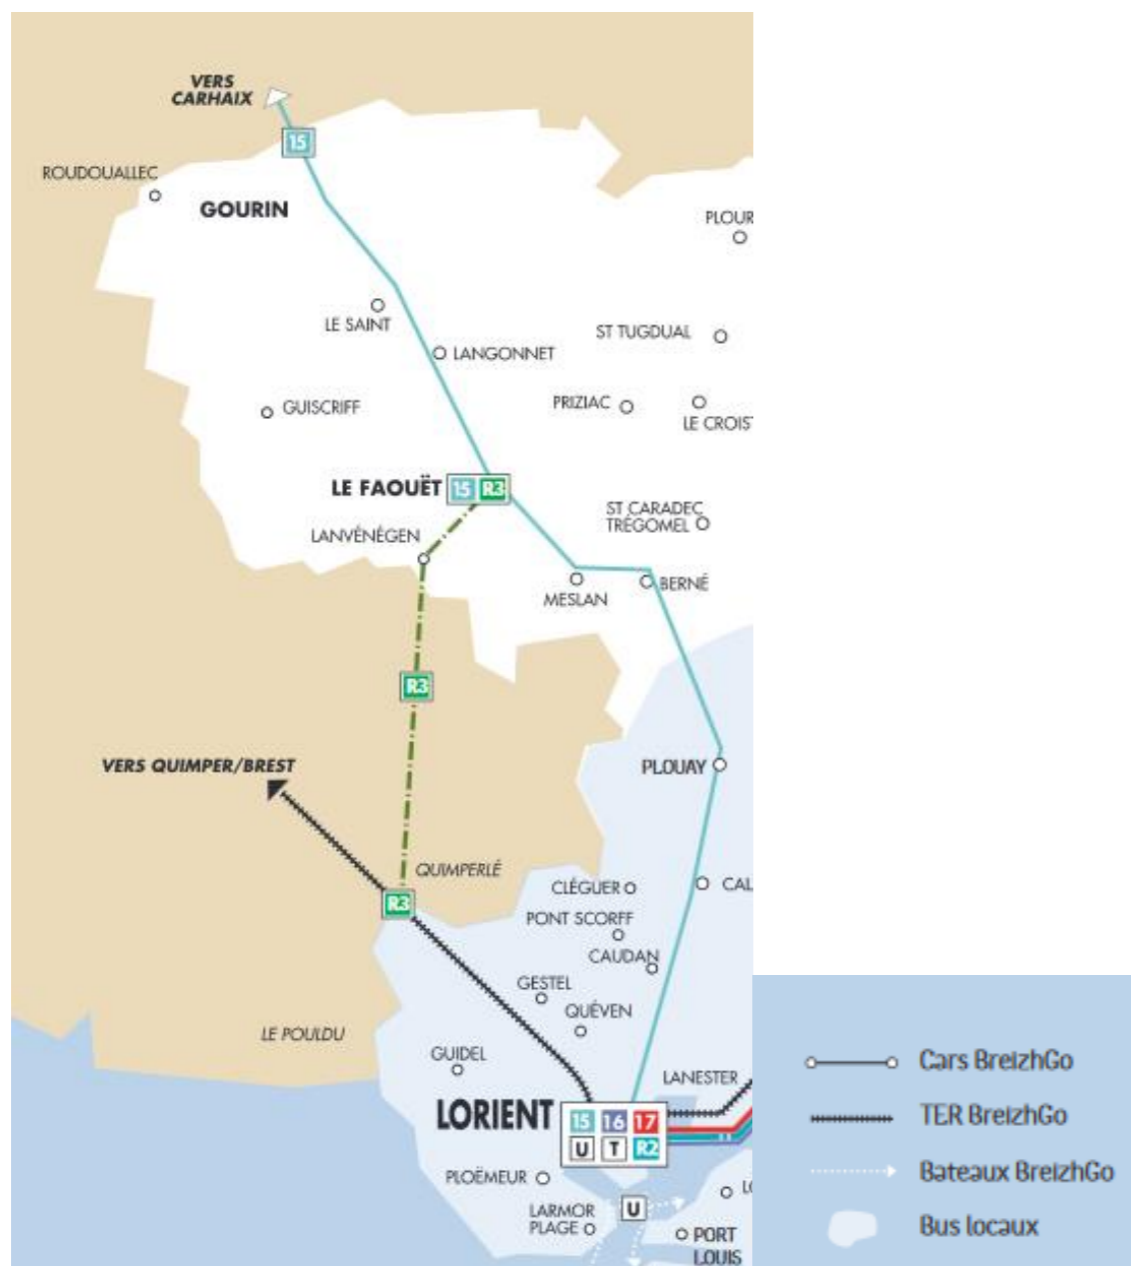 VERS
CARHAIX
15
ROUDOUALLEC
GOURIN
PLOUR
LE SAINT
ST TUGDUAL
LANGONNET
PRIZIAC
GUISCRIFF
LE CROIS
LE FAOUËT
15 R3
ST CARADEC
TRÉGOMEL
LANVÉNÉGEN
MESLAN
BERNÉ
R3
VERS QUIMPER/BREST
PLOUAY
QUIMPERLÉ
CLÉGUER
CAL
R3
PONT SCORFF
CAUDAN
GESTEL
QUÉVEN
LE POULDU
GUIDEL
LANESTER
LORIENT
15 16 17
U T R2
PLOËMEUR
LARMOR
PLAGE
U
PORT
LOUIS
Cars BreizhGo
TER BreizhGo
Bateaux BreizhGo
Bus locaux